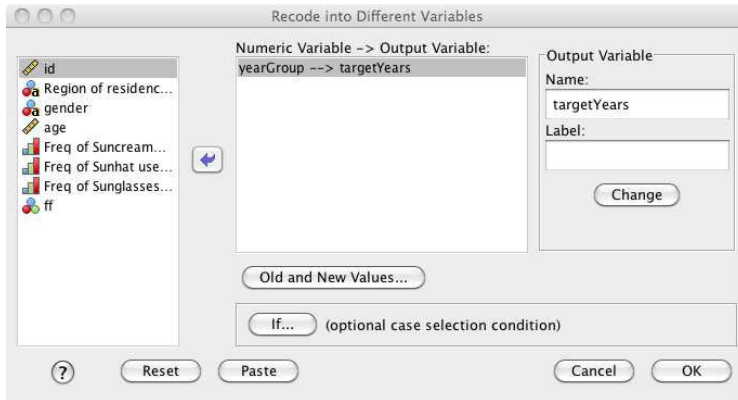 Recode into Different Variables
id
Region of residenc...
gender
age
Freq of Suncream...
Freq of Sunhat use...
Freq of Sunglasses...
ff
Numeric Variable -> Output Variable:
yearGroup --> targetYears
Output Variable
Name:
targetYears
Label:
Change
Old and New Values...
If... (optional case selection condition)
? Reset Paste Cancel OK